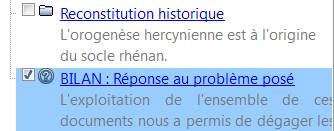 Reconstitution historique
L'orogenèse hercynienne est à l'origine
du socle rhénan.
BILAN : Réponse au problème posé
L'exploitation de l'ensemble de ces
documents nous a permis de dégager les